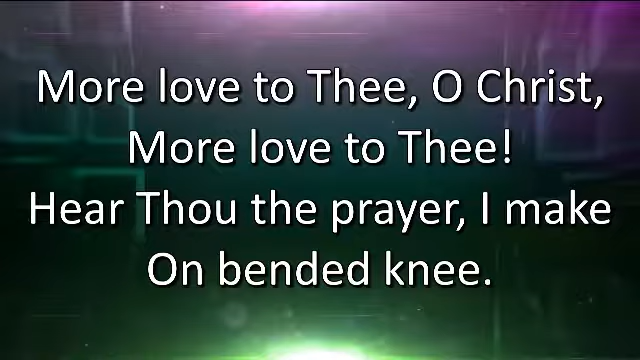 More love to Thee, O Christ,
More love to Thee!
Hear Thou the prayer, I make
On bended knee.